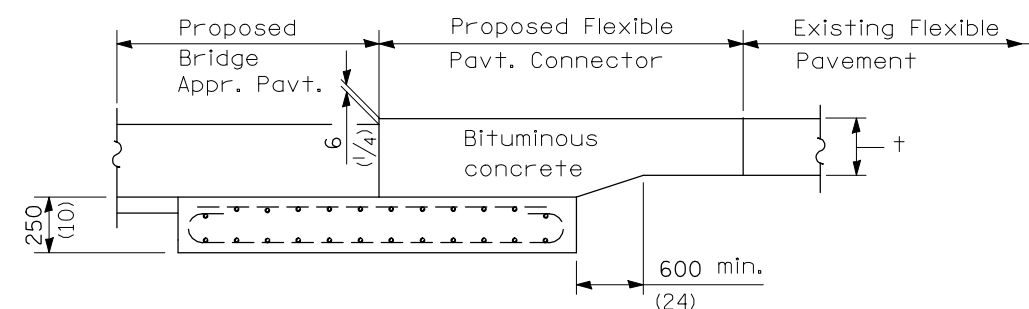 Proposed
Bridge
Appr. Pavt.
Proposed Flexible
Pavt. Connector
Existing Flexible
Pavement
6
(1/4)
Bituminous
concrete
t
250
(10)
600 min.
(24)